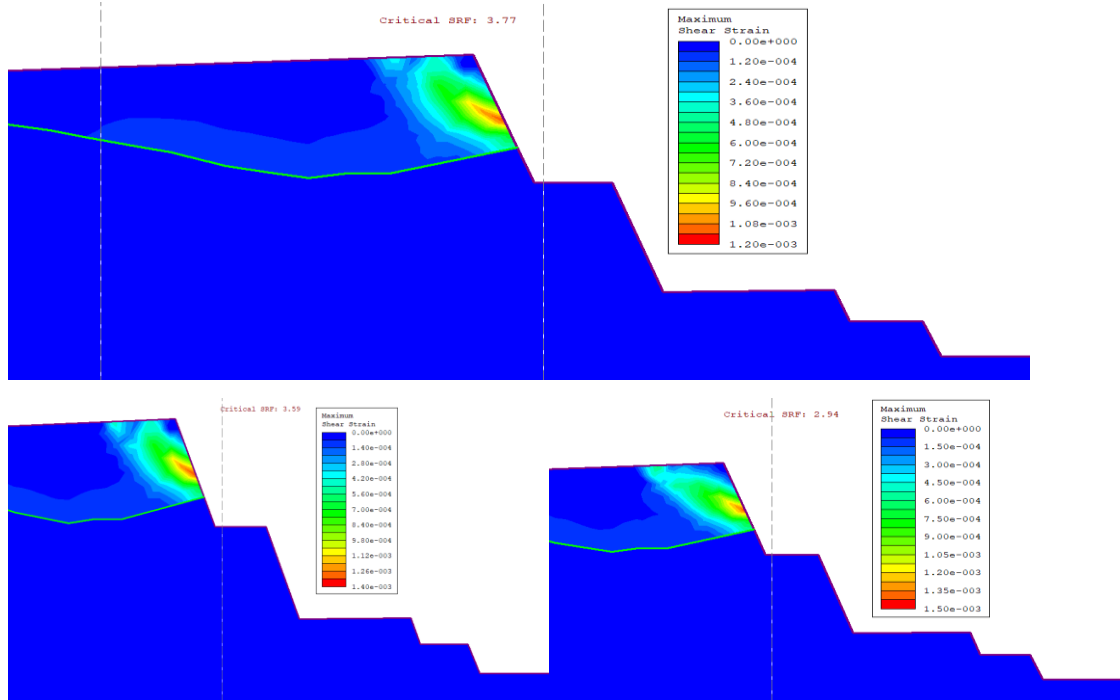 Critical SRF: 3.77
Maximum
Shear Strain
0.00e+000
1.20e-004
2.40e-004
3.60e-004
4.80e-004
6.00e-004
7.20e-004
8.40e-004
9.60e-004
1.08e-003
1.20e-003
Critical SRF: 3.59
Maximum
Shear Strain
0.00e+000
1.40e-004
2.80e-004
4.20e-004
5.60e-004
7.00e-004
8.40e-004
9.80e-004
1.12e-003
1.26e-003
1.40e-003
Critical SRF: 2.94
Maximum
Shear Strain
0.00e+000
1.50e-004
3.00e-004
4.50e-004
6.00e-004
7.50e-004
9.00e-004
1.05e-003
1.20e-003
1.35e-003
1.50e-003